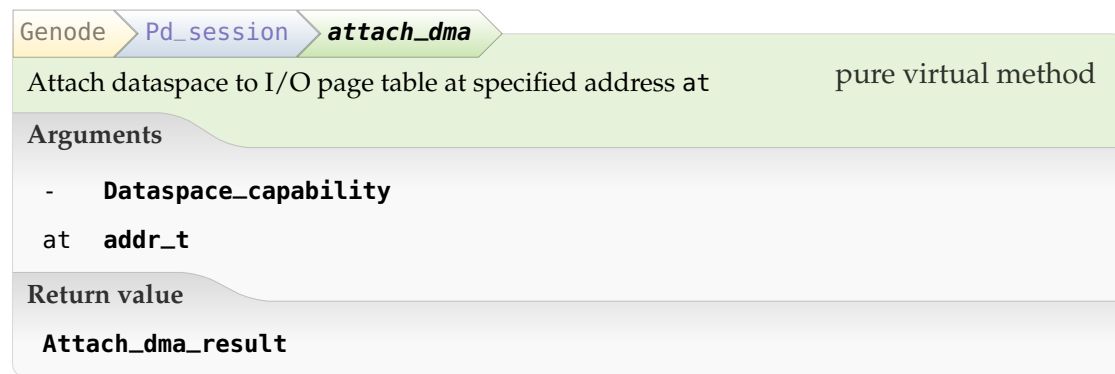 Genode Pd_session attach_dma
Attach dataspace to I/O page table at specified address at pure virtual method
Arguments
- Dataspace_capability
at addr_t
Return value
Attach_dma_result